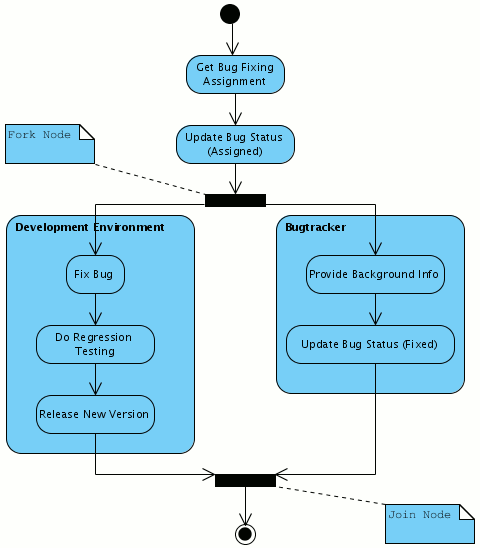 Get Bug Fixing
Assignment
Update Bug Status
(Assigned)
Fork Node
Development Environment
Fix Bug
Do Regression
Testing
Release New Version
Bugtracker
Provide Background Info
Update Bug Status (Fixed)
Join Node